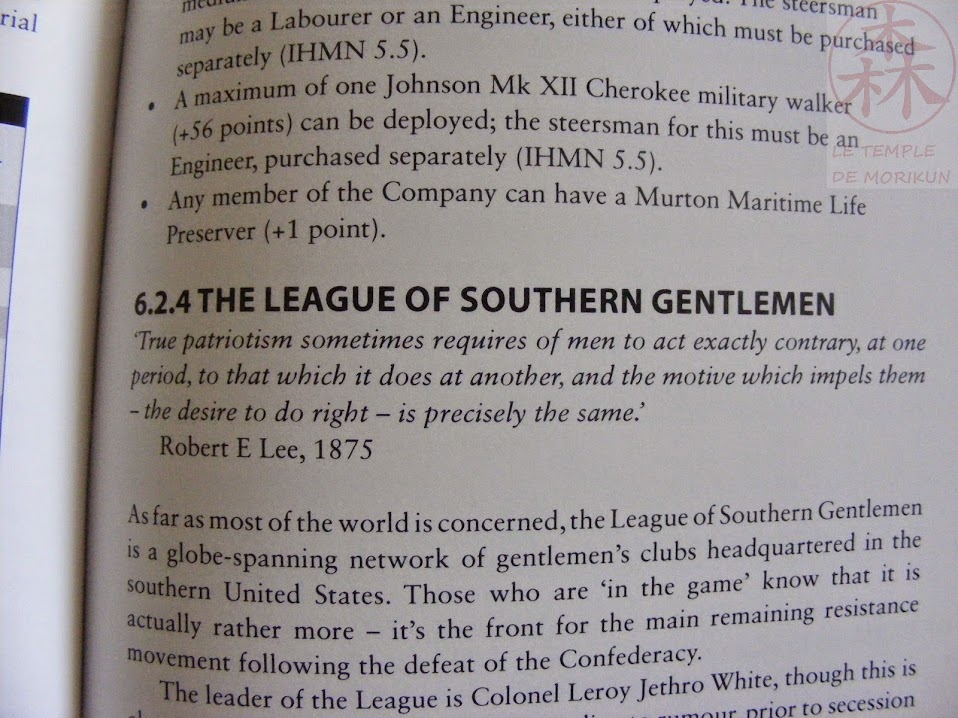 rial
played. The steersman
may be a Labourer or an Engineer, either of which must be purchased
separately (IHMN 5.5).
• A maximum of one Johnson Mk XII Cherokee military walker
(+56 points) can be deployed; the steersman for this must be an
Engineer, purchased separately (IHMN 5.5).
• Any member of the Company can have a Murton Maritime Life
Preserver (+1 point).
森
LE TEMPLE
DE MORIKUN
6.2.4 THE LEAGUE OF SOUTHERN GENTLEMEN
‘True patriotism sometimes requires of men to act exactly contrary, at one
period, to that which it does at another, and the motive which impels them
– the desire to do right – is precisely the same.’
Robert E Lee, 1875
As far as most of the world is concerned, the League of Southern Gentlemen
is a globe-spanning network of gentlemen’s clubs headquartered in the
southern United States. Those who are ‘in the game’ know that it is
actually rather more – it’s the front for the main remaining resistance
movement following the defeat of the Confederacy.
The leader of the League is Colonel Leroy Jethro White, though this is
rumour prior to secession